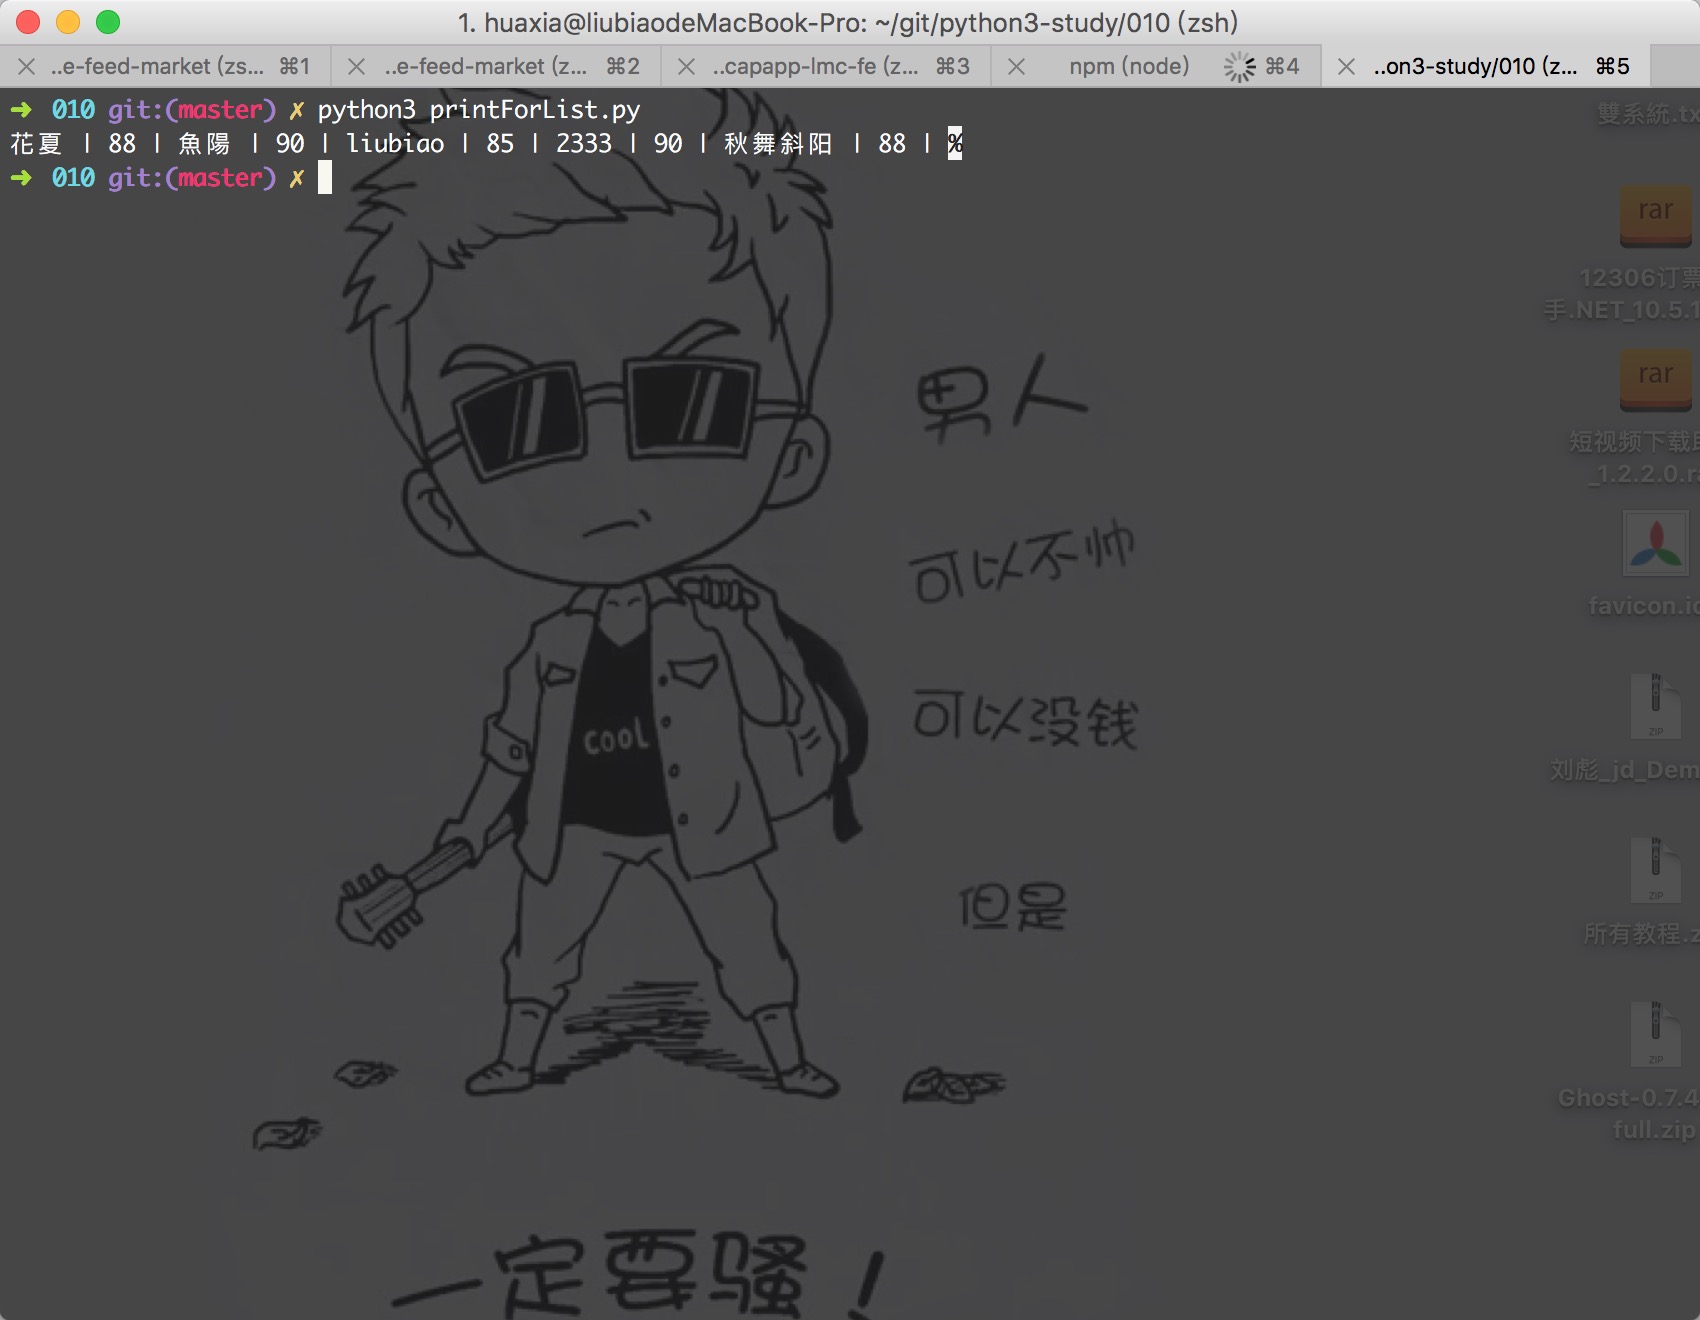 1. huaxia@liubiaodeMacBook-Pro: ~/git/python3-study/010 (zsh)
..e-feed-market (zs... ⌘1
..e-feed-market (z... ⌘2
..capapp-lmc-fe (z... ⌘3
npm (node) ⌘4
..on3-study/010 (z... ⌘5
➜ 010 git:(master) ✗ python3 printForList.py
花夏 | 88 | 魚陽 | 90 | liubiao | 85 | 2333 | 90 | 秋舞斜阳 | 88 | %
➜ 010 git:(master) ✗
雙系統.tx
rar
12306订票
手.NET_10.5.1
rar
短视频下载
_1.2.2.0.ra
favicon.ic
ZIP
刘彪_jd_Dem
ZIP
所有教程.z
ZIP
Ghost-0.7.4
full.zip
男人
可以不帅
可以没钱
但是
COOL
一定要骚！